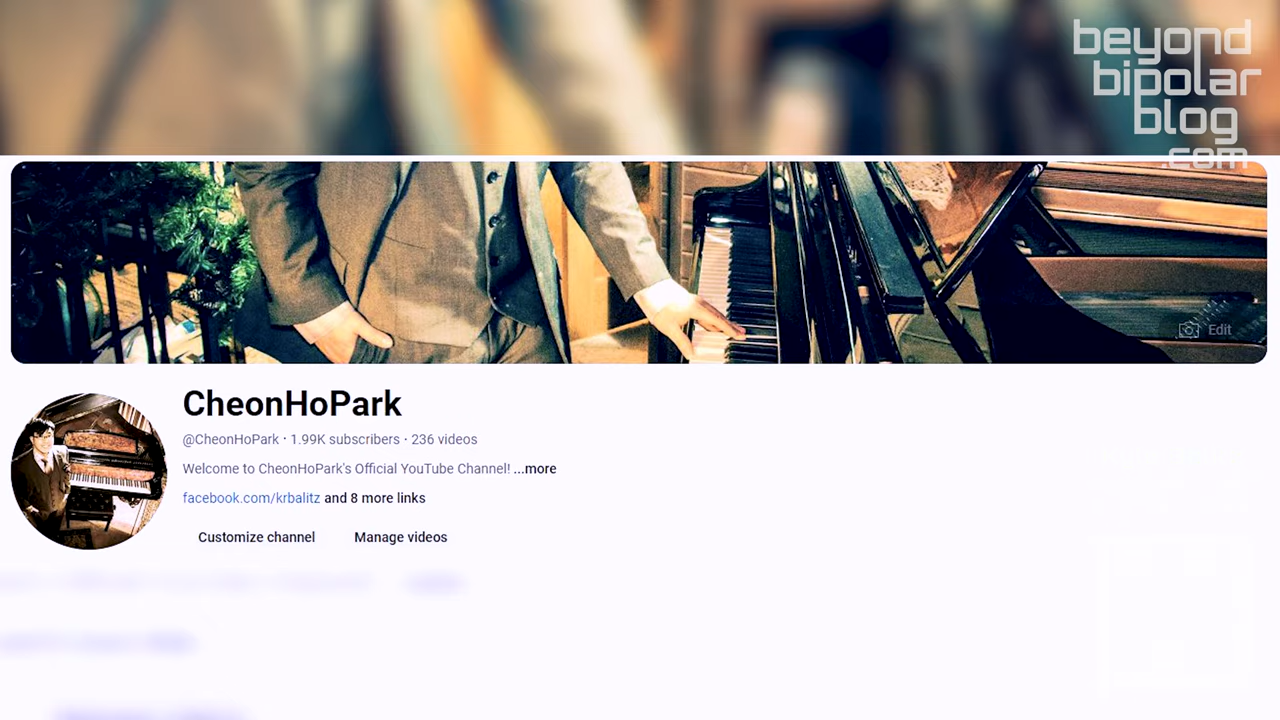 beyond
bipolar
blog
.com
Edit
CheonHoPark
@CheonHoPark · 1.99K subscribers · 236 videos
Welcome to CheonHoPark's Official YouTube Channel! ...more
facebook.com/krbalitz and 8 more links
Customize channel Manage videos